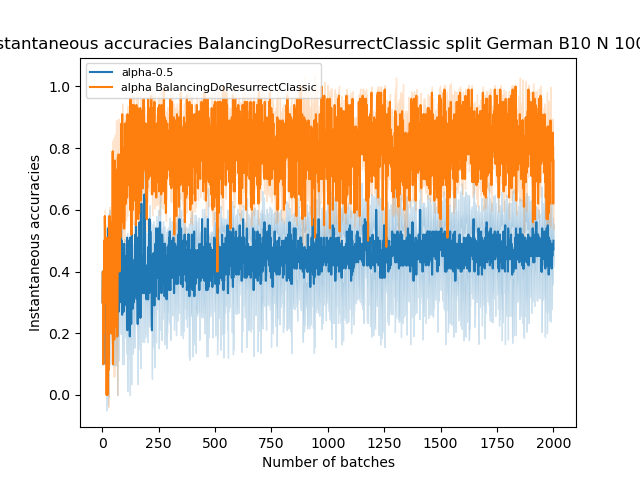 stantaneous accuracies BalancingDoResurrectClassic split German B10 N 100
alpha-0.5
alpha BalancingDoResurrectClassic
Instantaneous accuracies
1.0
0.8
0.6
0.4
0.2
0.0
0 250 500 750 1000 1250 1500 1750 2000
Number of batches